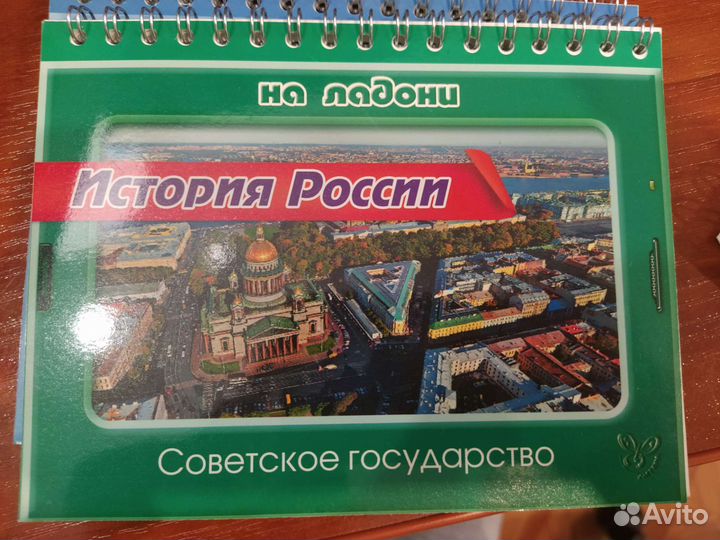 на ладони
История России
Советское государство
Avito